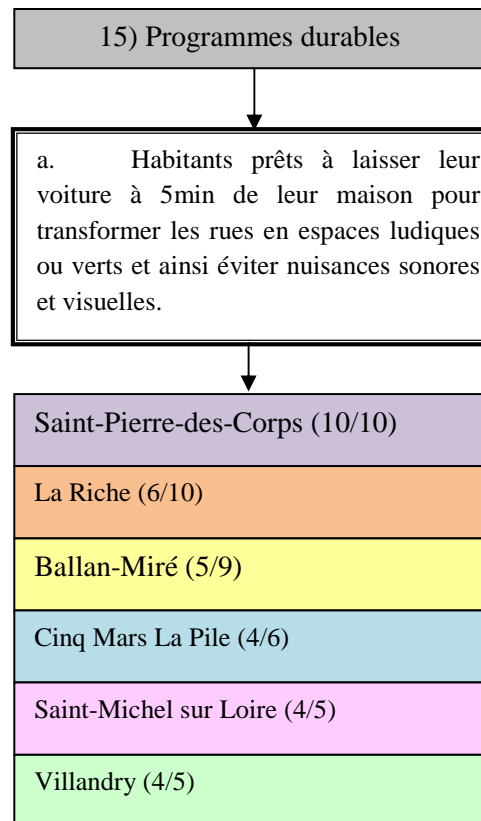 15) Programmes durables
a. Habitants prêts à laisser leur
voiture à 5min de leur maison pour
transformer les rues en espaces ludiques
ou verts et ainsi éviter nuisances sonores
et visuelles.
Saint-Pierre-des-Corps (10/10)
La Riche (6/10)
Ballan-Miré (5/9)
Cinq Mars La Pile (4/6)
Saint-Michel sur Loire (4/5)
Villandry (4/5)